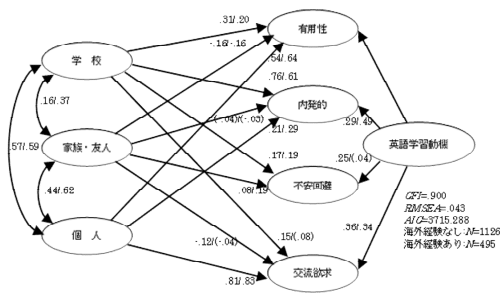 .31/.20
有用性
-.16/-.16
.54/.64
学 校
.76/.61
.16/.37
(-.04)/(-.03)
内発的
.21/.29
.29/.49
.57/.59
家族・友人
英語学習動機
.17/.19
.25/(.04)
.08/.19
不安回避
.44/.62
CFI=.900
RMSEA=.043
AIC=3715.288
海外経験なし:N=1126
海外経験あり:N=495
.36/.34
個 人
-.12/(-.04)
.15/(.08)
交流欲求
.81/.83